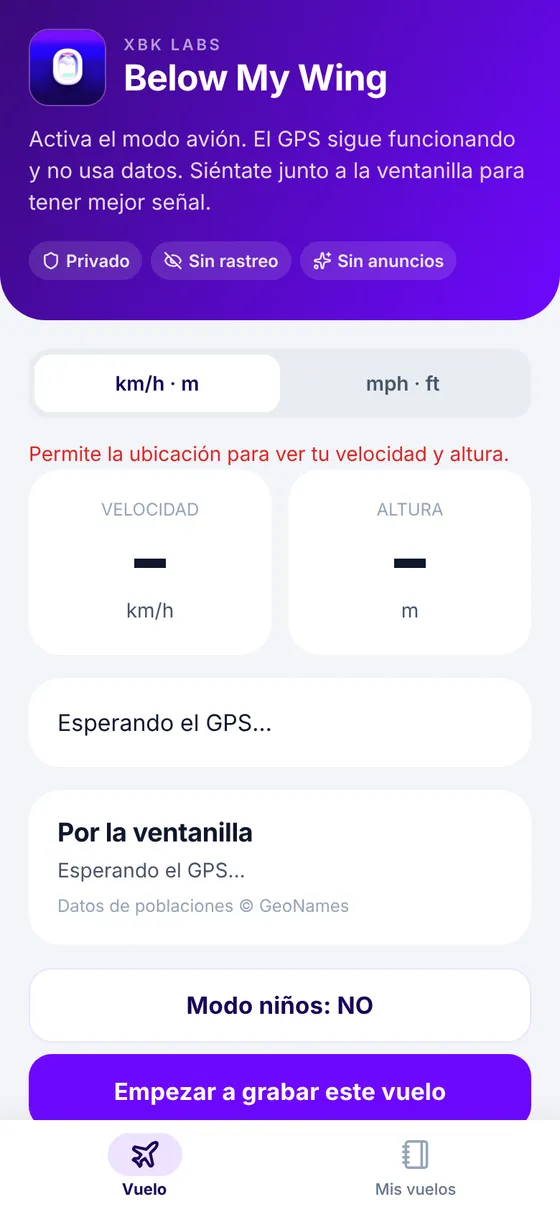 XBK LABS
Below My Wing
Activa el modo avión. El GPS sigue funcionando
y no usa datos. Siéntate junto a la ventanilla para
tener mejor señal.
Privado
Sin rastreo
Sin anuncios
km/h · m
mph · ft
Permite la ubicación para ver tu velocidad y altura.
VELOCIDAD
ALTURA
–
–
km/h
m
Esperando el GPS...
Por la ventanilla
Esperando el GPS...
Datos de poblaciones © GeoNames
Modo niños: NO
Empezar a grabar este vuelo
Vuelo
Mis vuelos